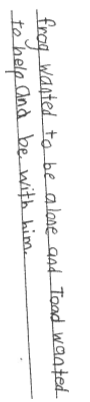 frog wanted to be alone and Toad wanted
to help and be with him.